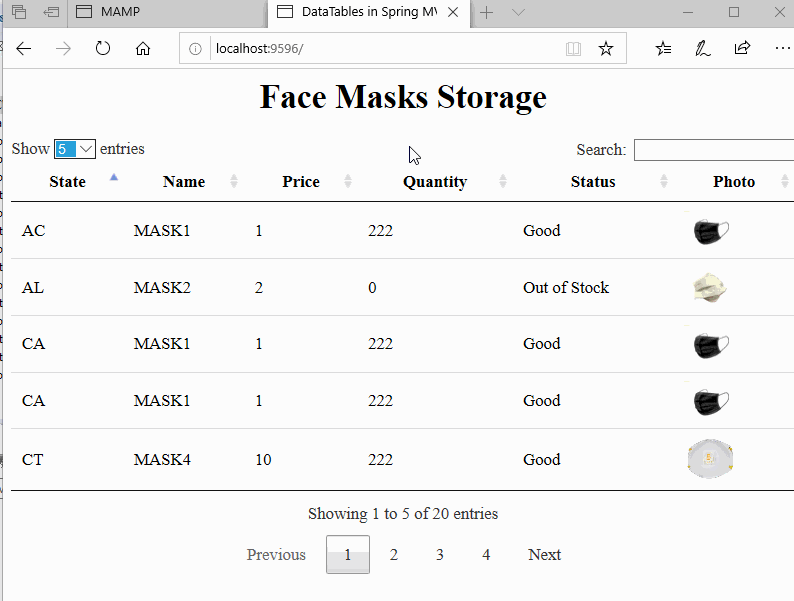 MAMP
DataTables in Spring MV
localhost:9596/
Face Masks Storage
Show 5 entries
Search:
State Name Price Quantity Status Photo
AC MASK1 1 222 Good
AL MASK2 2 0 Out of Stock
CA MASK1 1 222 Good
CA MASK1 1 222 Good
CT MASK4 10 222 Good
Showing 1 to 5 of 20 entries
Previous 1 2 3 4 Next